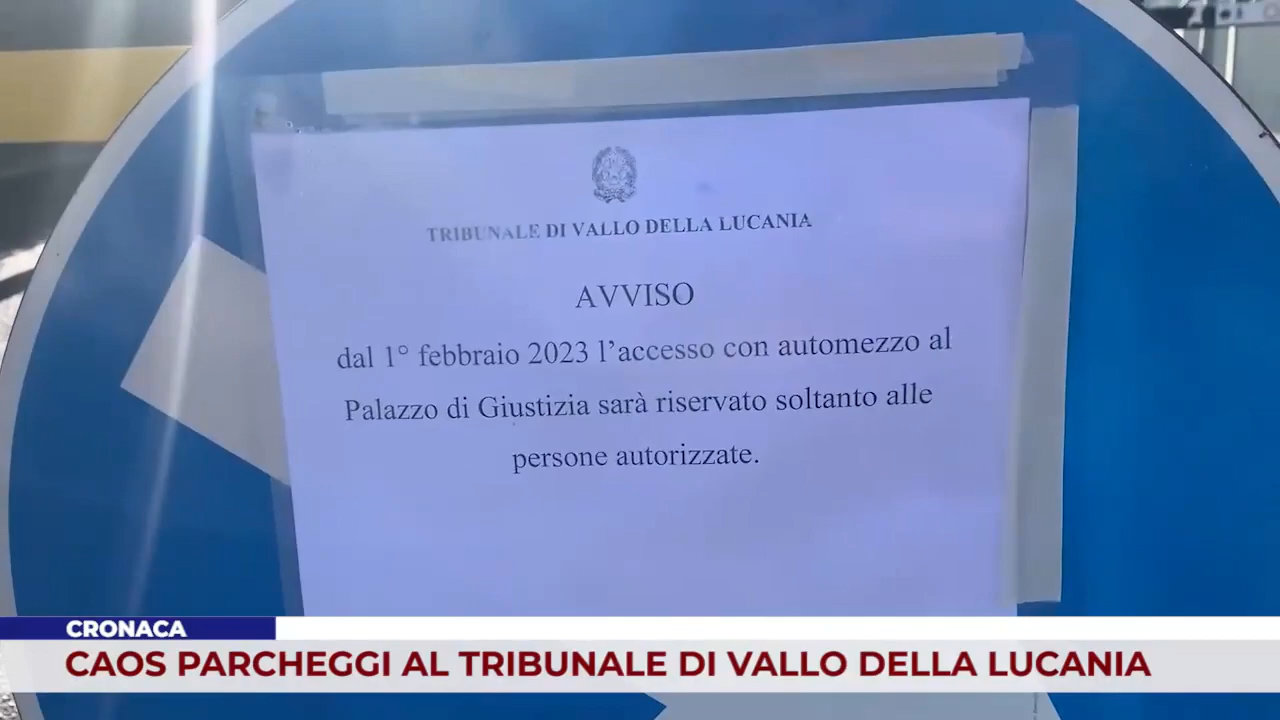 TRIBUNALE DI VALLO DELLA LUCANIA
AVVISO
dal 1° febbraio 2023 l'accesso con automezzo al
Palazzo di Giustizia sarà riservato soltanto alle
persone autorizzate.
CRONACA
CAOS PARCHEGGI AL TRIBUNALE DI VALLO DELLA LUCANIA